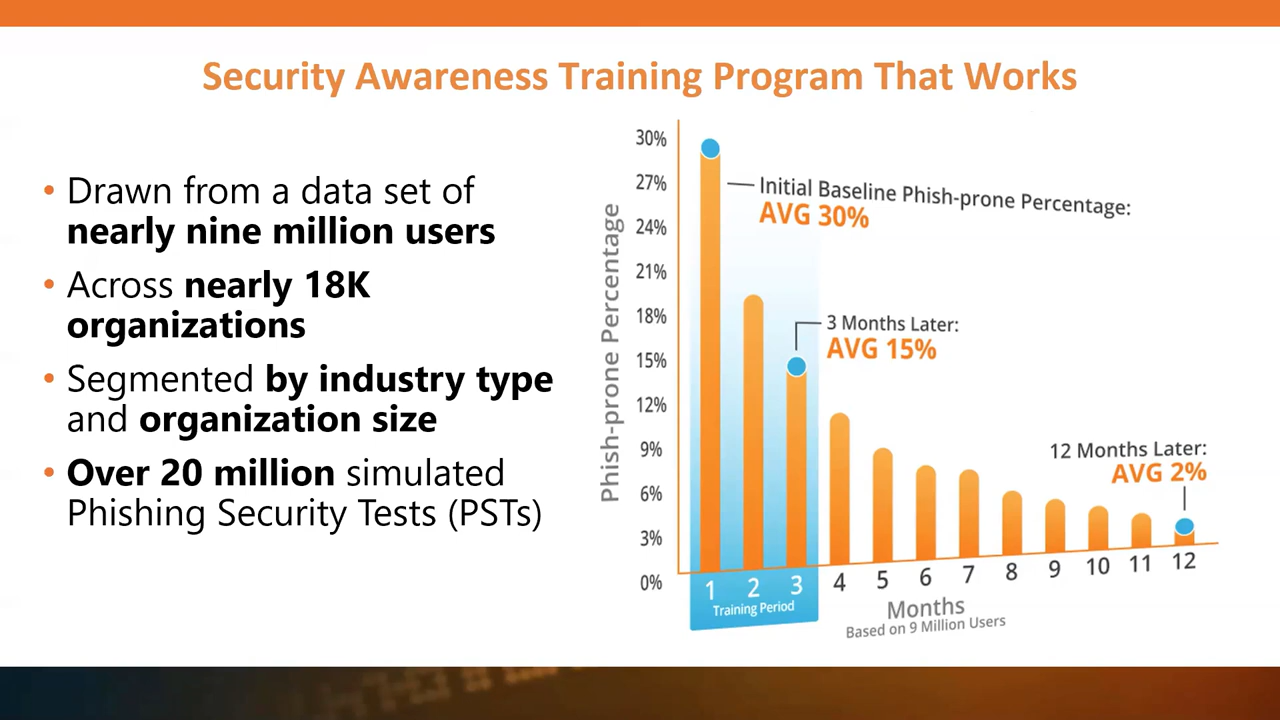 Security Awareness Training Program That Works
• Drawn from a data set of
nearly nine million users
• Across nearly 18K
organizations
• Segmented by industry type
and organization size
• Over 20 million simulated
Phishing Security Tests (PSTs)
Phish-prone Percentage
30%
27%
24%
21%
18%
15%
12%
9%
6%
3%
0%
Initial Baseline Phish-prone Percentage:
AVG 30%
3 Months Later:
AVG 15%
12 Months Later:
AVG 2%
1 2 3 4 5 6 7 8 9 10 11 12
Training Period
Months
Based on 9 Million Users